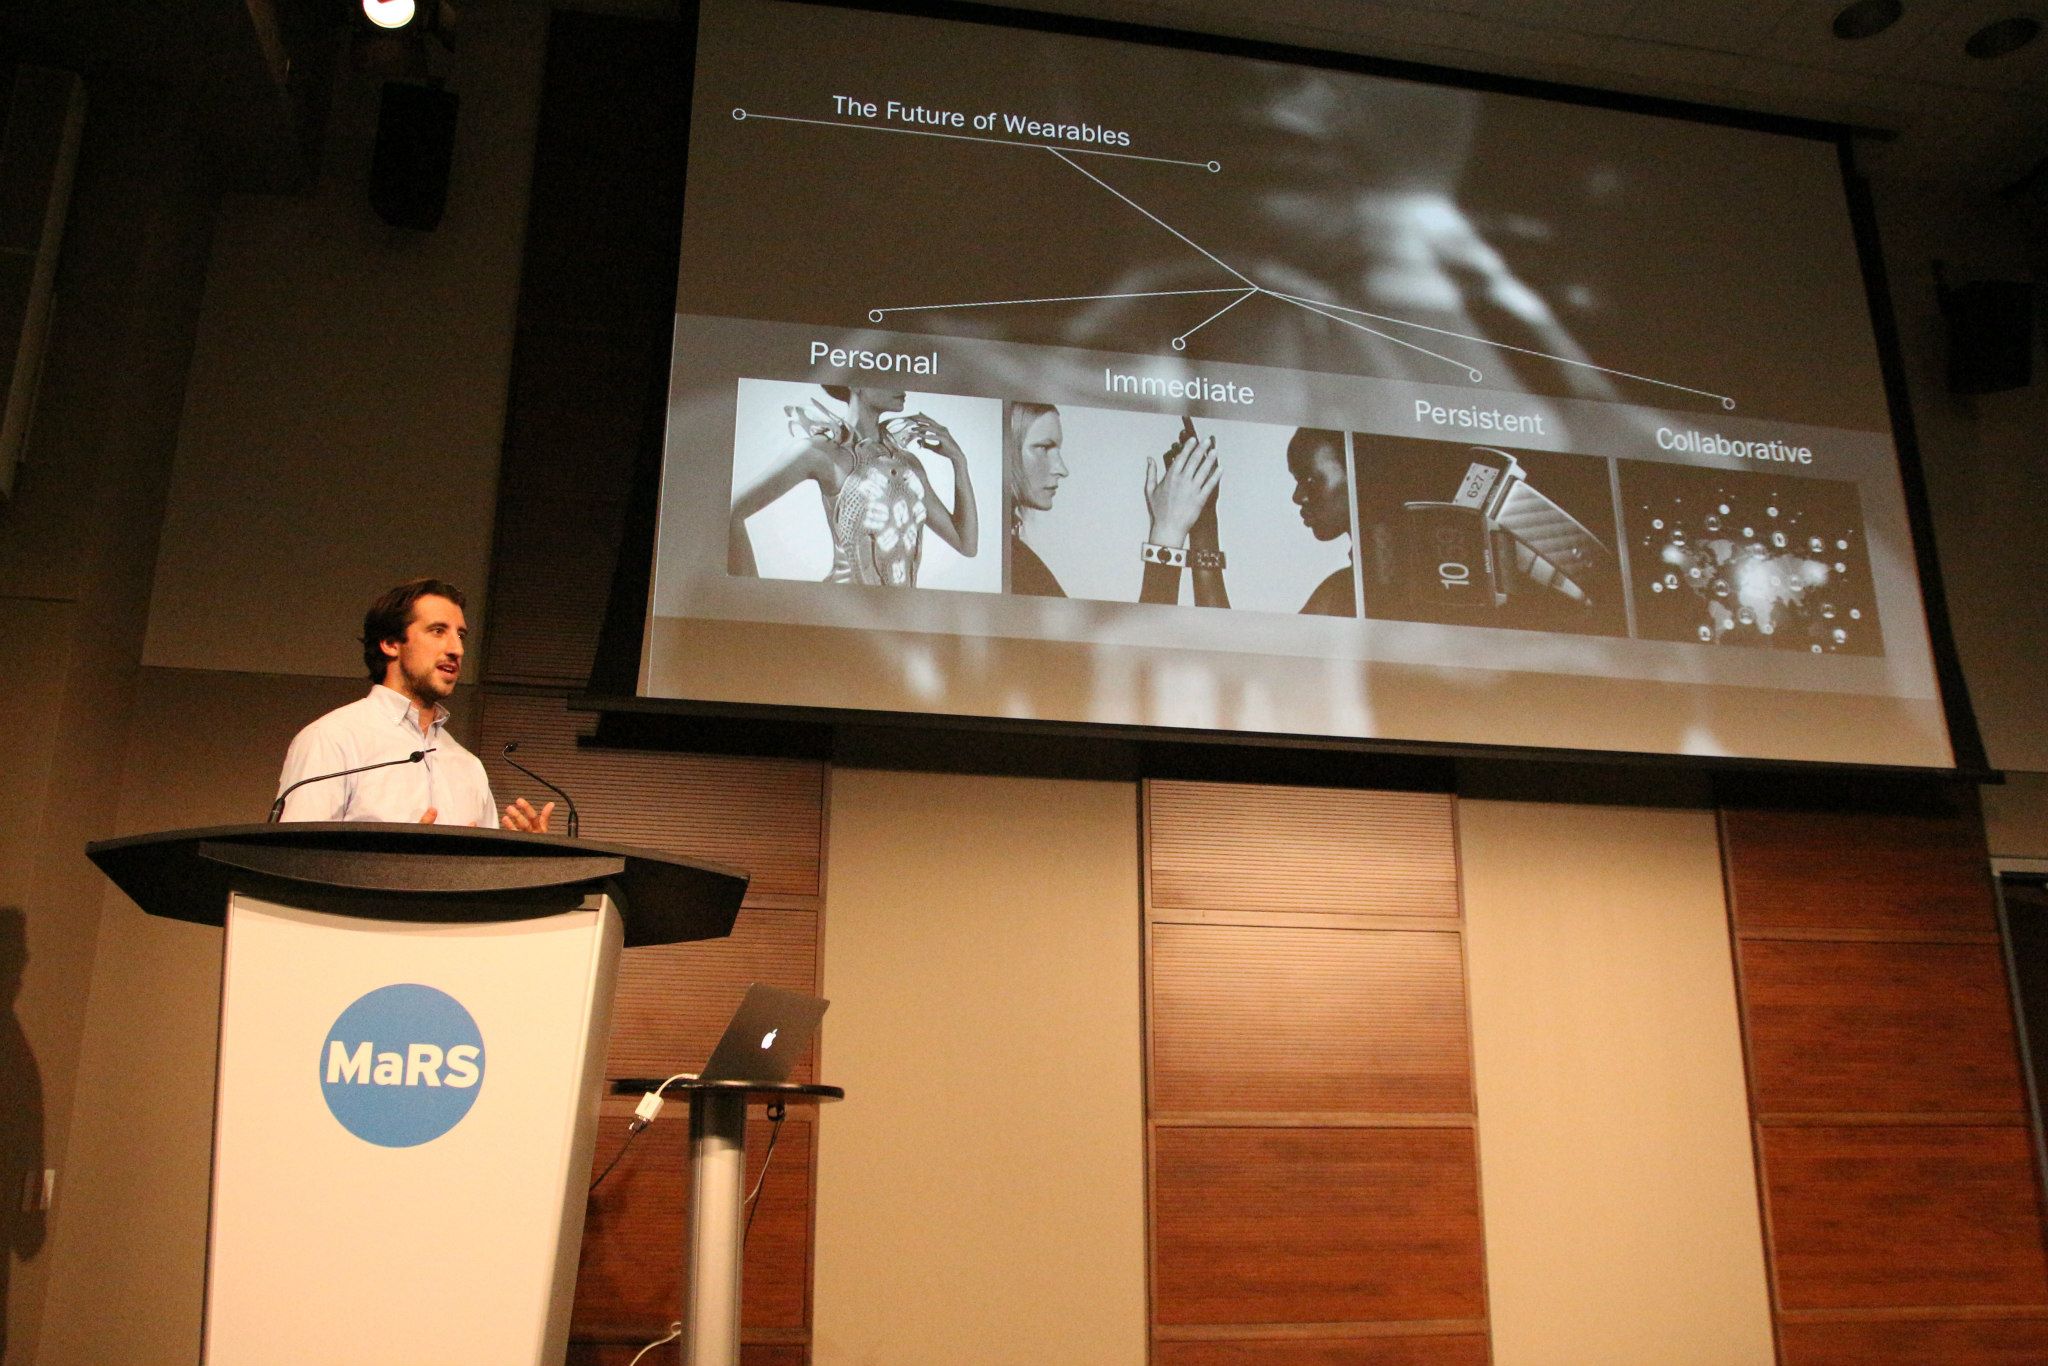 The Future of Wearables
Personal
Immediate
Persistent
Collaborative
627
10
MaRS